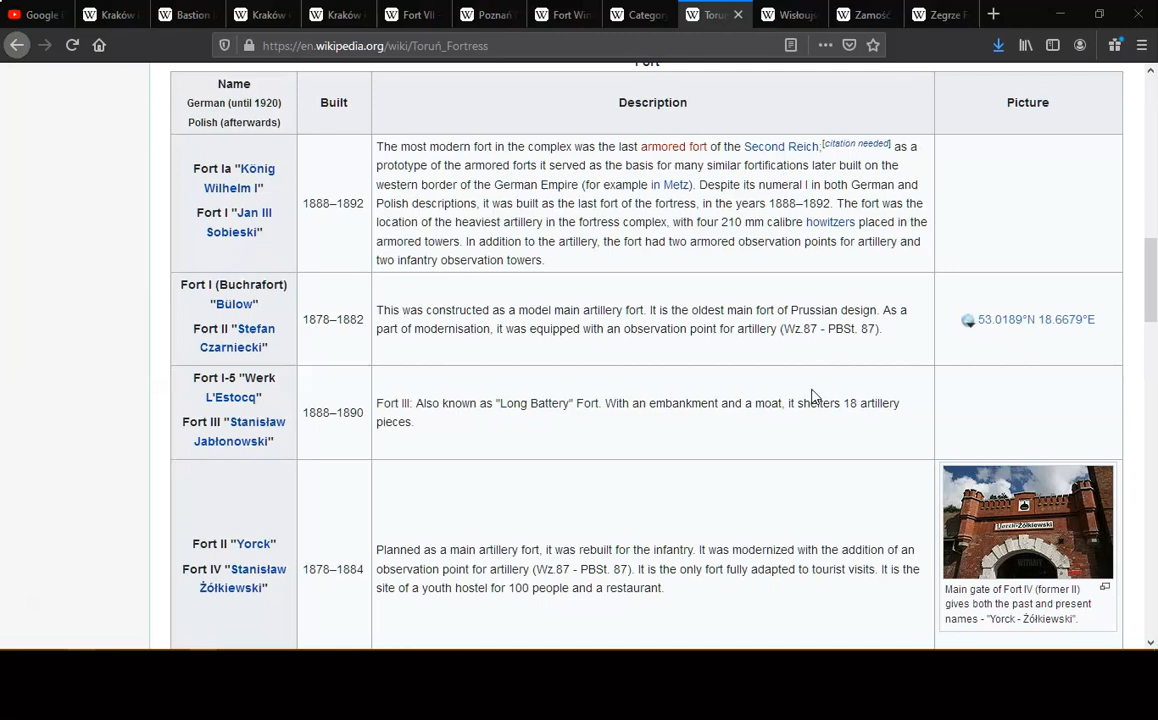 Google
Kraków
Bastion
Kraków
Kraków
Fort VII
Poznań
Fort Win
Categor
Toruń
Wisłouj
Zamość
Zegrze
https://en.wikipedia.org/wiki/Toruń_Fortress
Fort
Name
German (until 1920)
Polish (afterwards)
Built
Description
Picture
Fort Ia "König
Wilhelm I"
Fort I "Jan III
Sobieski"
1888–1892
The most modern fort in the complex was the last armored fort of the Second Reich,[citation needed] as a
prototype of the armored forts it served as the basis for many similar fortifications later built on the
western border of the German Empire (for example in Metz). Despite its numeral I in both German and
Polish descriptions, it was built as the last fort of the fortress, in the years 1888–1892. The fort was the
location of the heaviest artillery in the fortress complex, with four 210 mm calibre howitzers placed in the
armored towers. In addition to the artillery, the fort had two armored observation points for artillery and
two infantry observation towers.
Fort I (Buchrafort)
"Bülow"
Fort II "Stefan
Czarniecki"
1878–1882
This was constructed as a model main artillery fort. It is the oldest main fort of Prussian design. As a
part of modernisation, it was equipped with an observation point for artillery (Wz.87 - PBSt. 87).
53.0189°N 18.6679°E
Fort I-5 "Werk
L'Estocq"
Fort III "Stanisław
Jabłonowski"
1888–1890
Fort III: Also known as "Long Battery" Fort. With an embankment and a moat, it shelters 18 artillery
pieces.
Fort II "Yorck"
Fort IV "Stanisław
Żółkiewski"
1878–1884
Planned as a main artillery fort, it was rebuilt for the infantry. It was modernized with the addition of an
observation point for artillery (Wz.87 - PBSt. 87). It is the only fort fully adapted to tourist visits. It is the
site of a youth hostel for 100 people and a restaurant.
Yorck-Żółkiewski
Main gate of Fort IV (former II)
gives both the past and present
names - "Yorck - Żółkiewski".